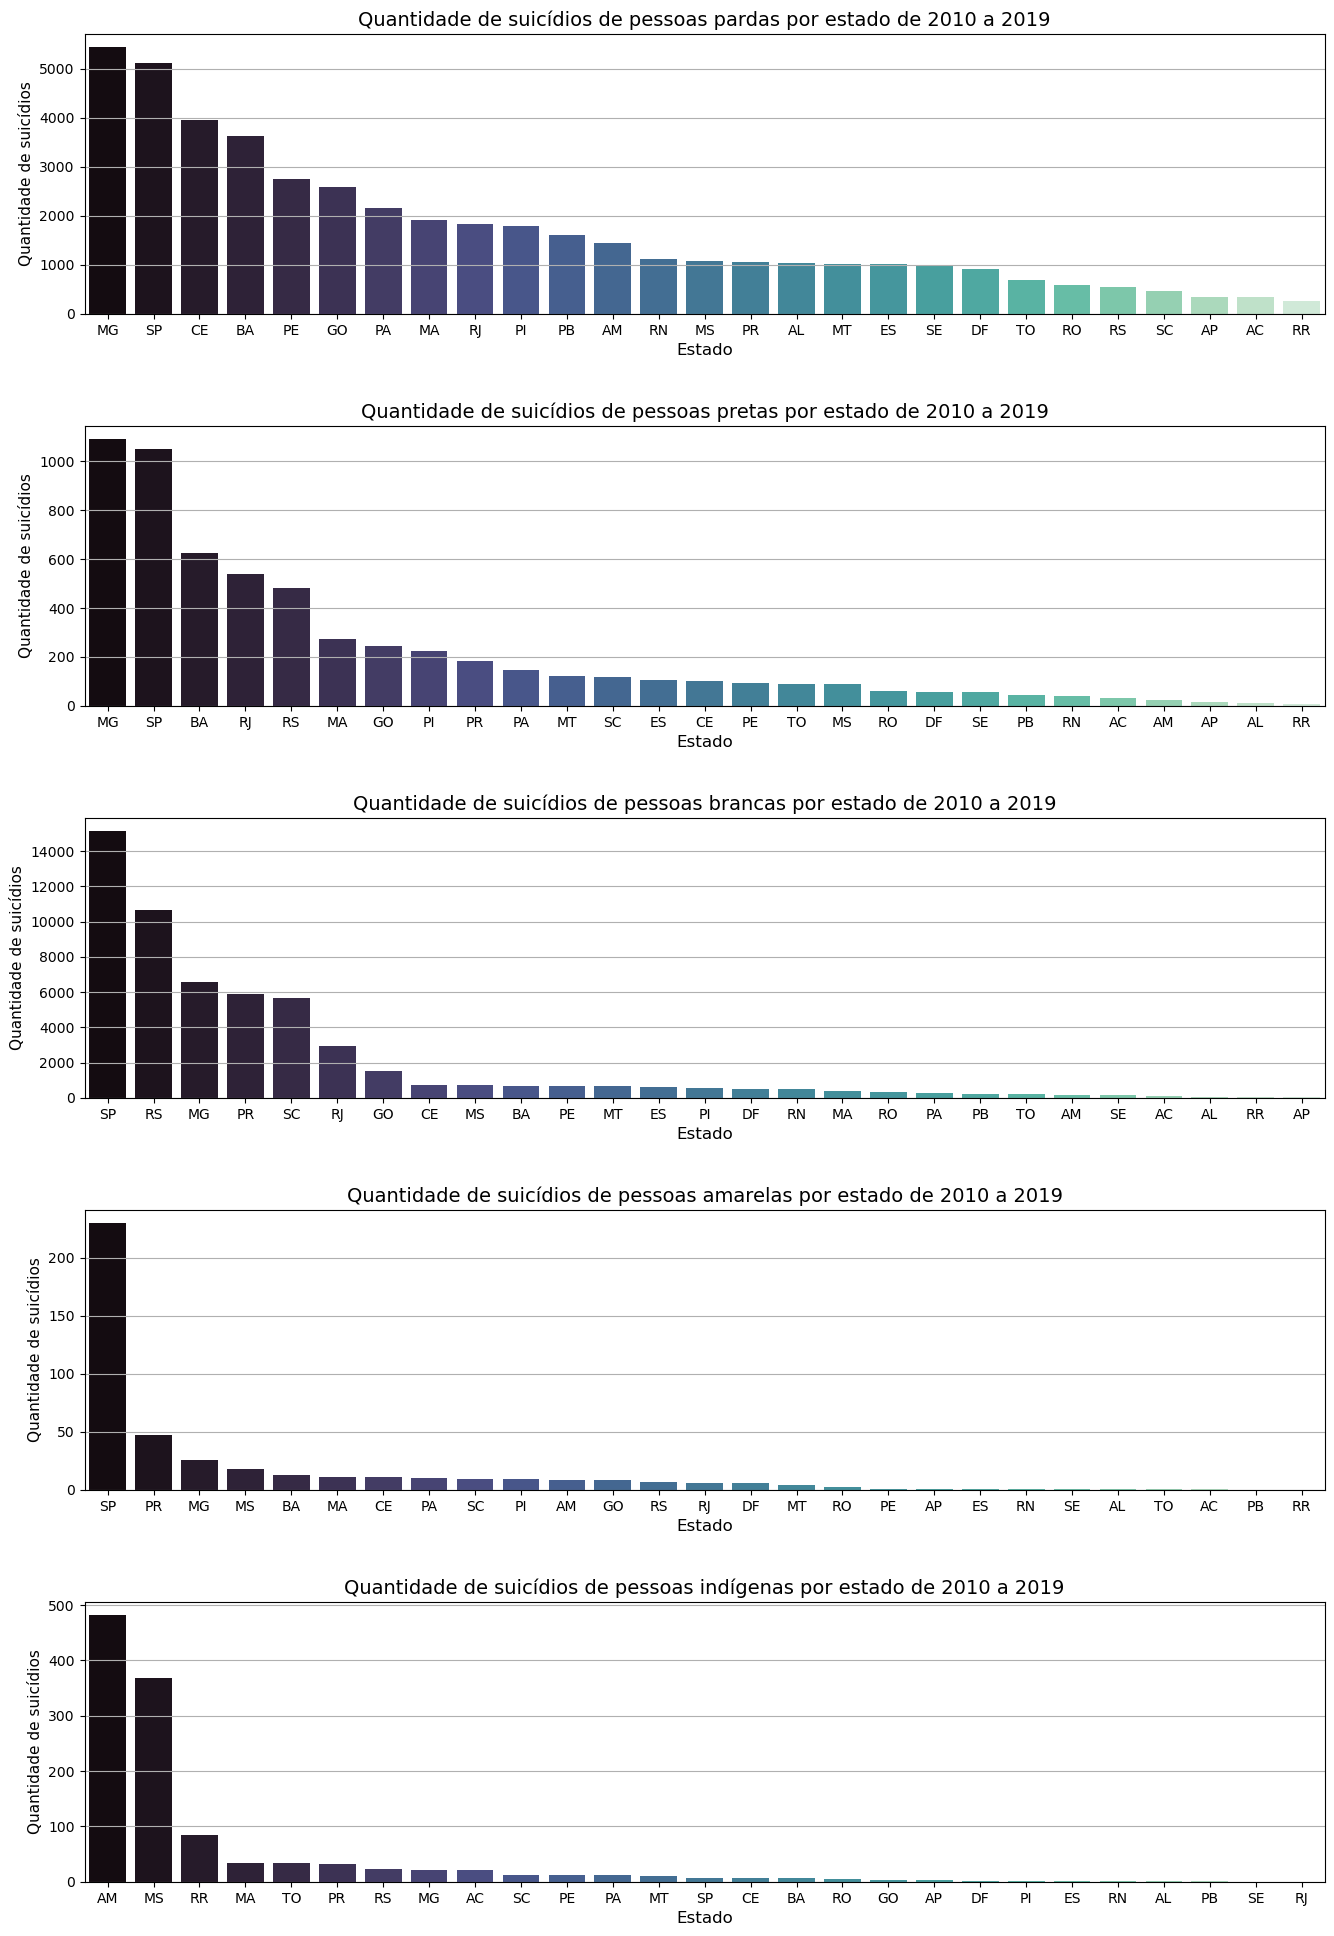 Quantidade de suicídios de pessoas pardas por estado de 2010 a 2019
Quantidade de suicídios
5000
4000
3000
2000
1000
0
MG SP CE BA PE GO PA MA RJ PI PB AM RN MS PR AL MT ES SE DF TO RO RS SC AP AC RR
Estado
Quantidade de suicídios de pessoas pretas por estado de 2010 a 2019
Quantidade de suicídios
1000
800
600
400
200
0
MG SP BA RJ RS MA GO PI PR PA MT SC ES CE PE TO MS RO DF SE PB RN AC AM AP AL RR
Estado
Quantidade de suicídios de pessoas brancas por estado de 2010 a 2019
Quantidade de suicídios
14000
12000
10000
8000
6000
4000
2000
0
SP RS MG PR SC RJ GO CE MS BA PE MT ES PI DF RN MA RO PA PB TO AM SE AC AL RR AP
Estado
Quantidade de suicídios de pessoas amarelas por estado de 2010 a 2019
Quantidade de suicídios
200
150
100
50
0
SP PR MG MS BA MA CE PA SC PI AM GO RS RJ DF MT RO PE AP ES RN SE AL TO AC PB RR
Estado
Quantidade de suicídios de pessoas indígenas por estado de 2010 a 2019
Quantidade de suicídios
500
400
300
200
100
0
AM MS RR MA TO PR RS MG AC SC PE PA MT SP CE BA RO GO AP DF PI ES RN AL PB SE RJ
Estado